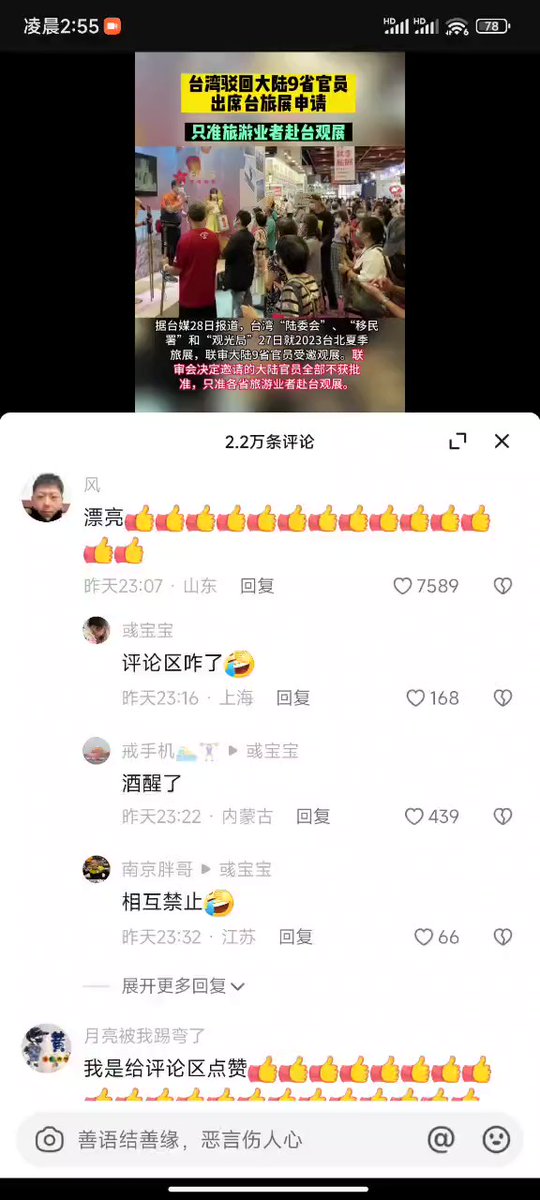 凌晨2:55
HD HD 78
台湾驳回大陆9省官员
出席台旅展申请
只准旅游业者赴台观展
据台媒28日报道，台湾“陆委会”、“移民
署”和“观光局”27日就2023台北夏季
旅展，联审大陆9省官员受邀观展。联
审会决定邀请的大陆官员全部不获批
准，只准各省旅游业者赴台观展。
2.2万条评论
风
漂亮👍👍👍👍👍👍👍👍👍👍👍👍
👍👍
昨天23:07 · 山东 回复 7589
彧宝宝
评论区咋了🤣
昨天23:16 · 上海 回复 168
戒手机🏊🏋 ▶ 彧宝宝
酒醒了
昨天23:22 · 内蒙古 回复 439
南京胖哥 ▶ 彧宝宝
相互禁止🤣
昨天23:32 · 江苏 回复 66
展开更多回复
月亮被我踢弯了
我是给评论区点赞👍👍👍👍👍👍👍👍
👍👍👍👍👍👍👍👍👍👍👍👍👍
善语结善缘，恶言伤人心 @